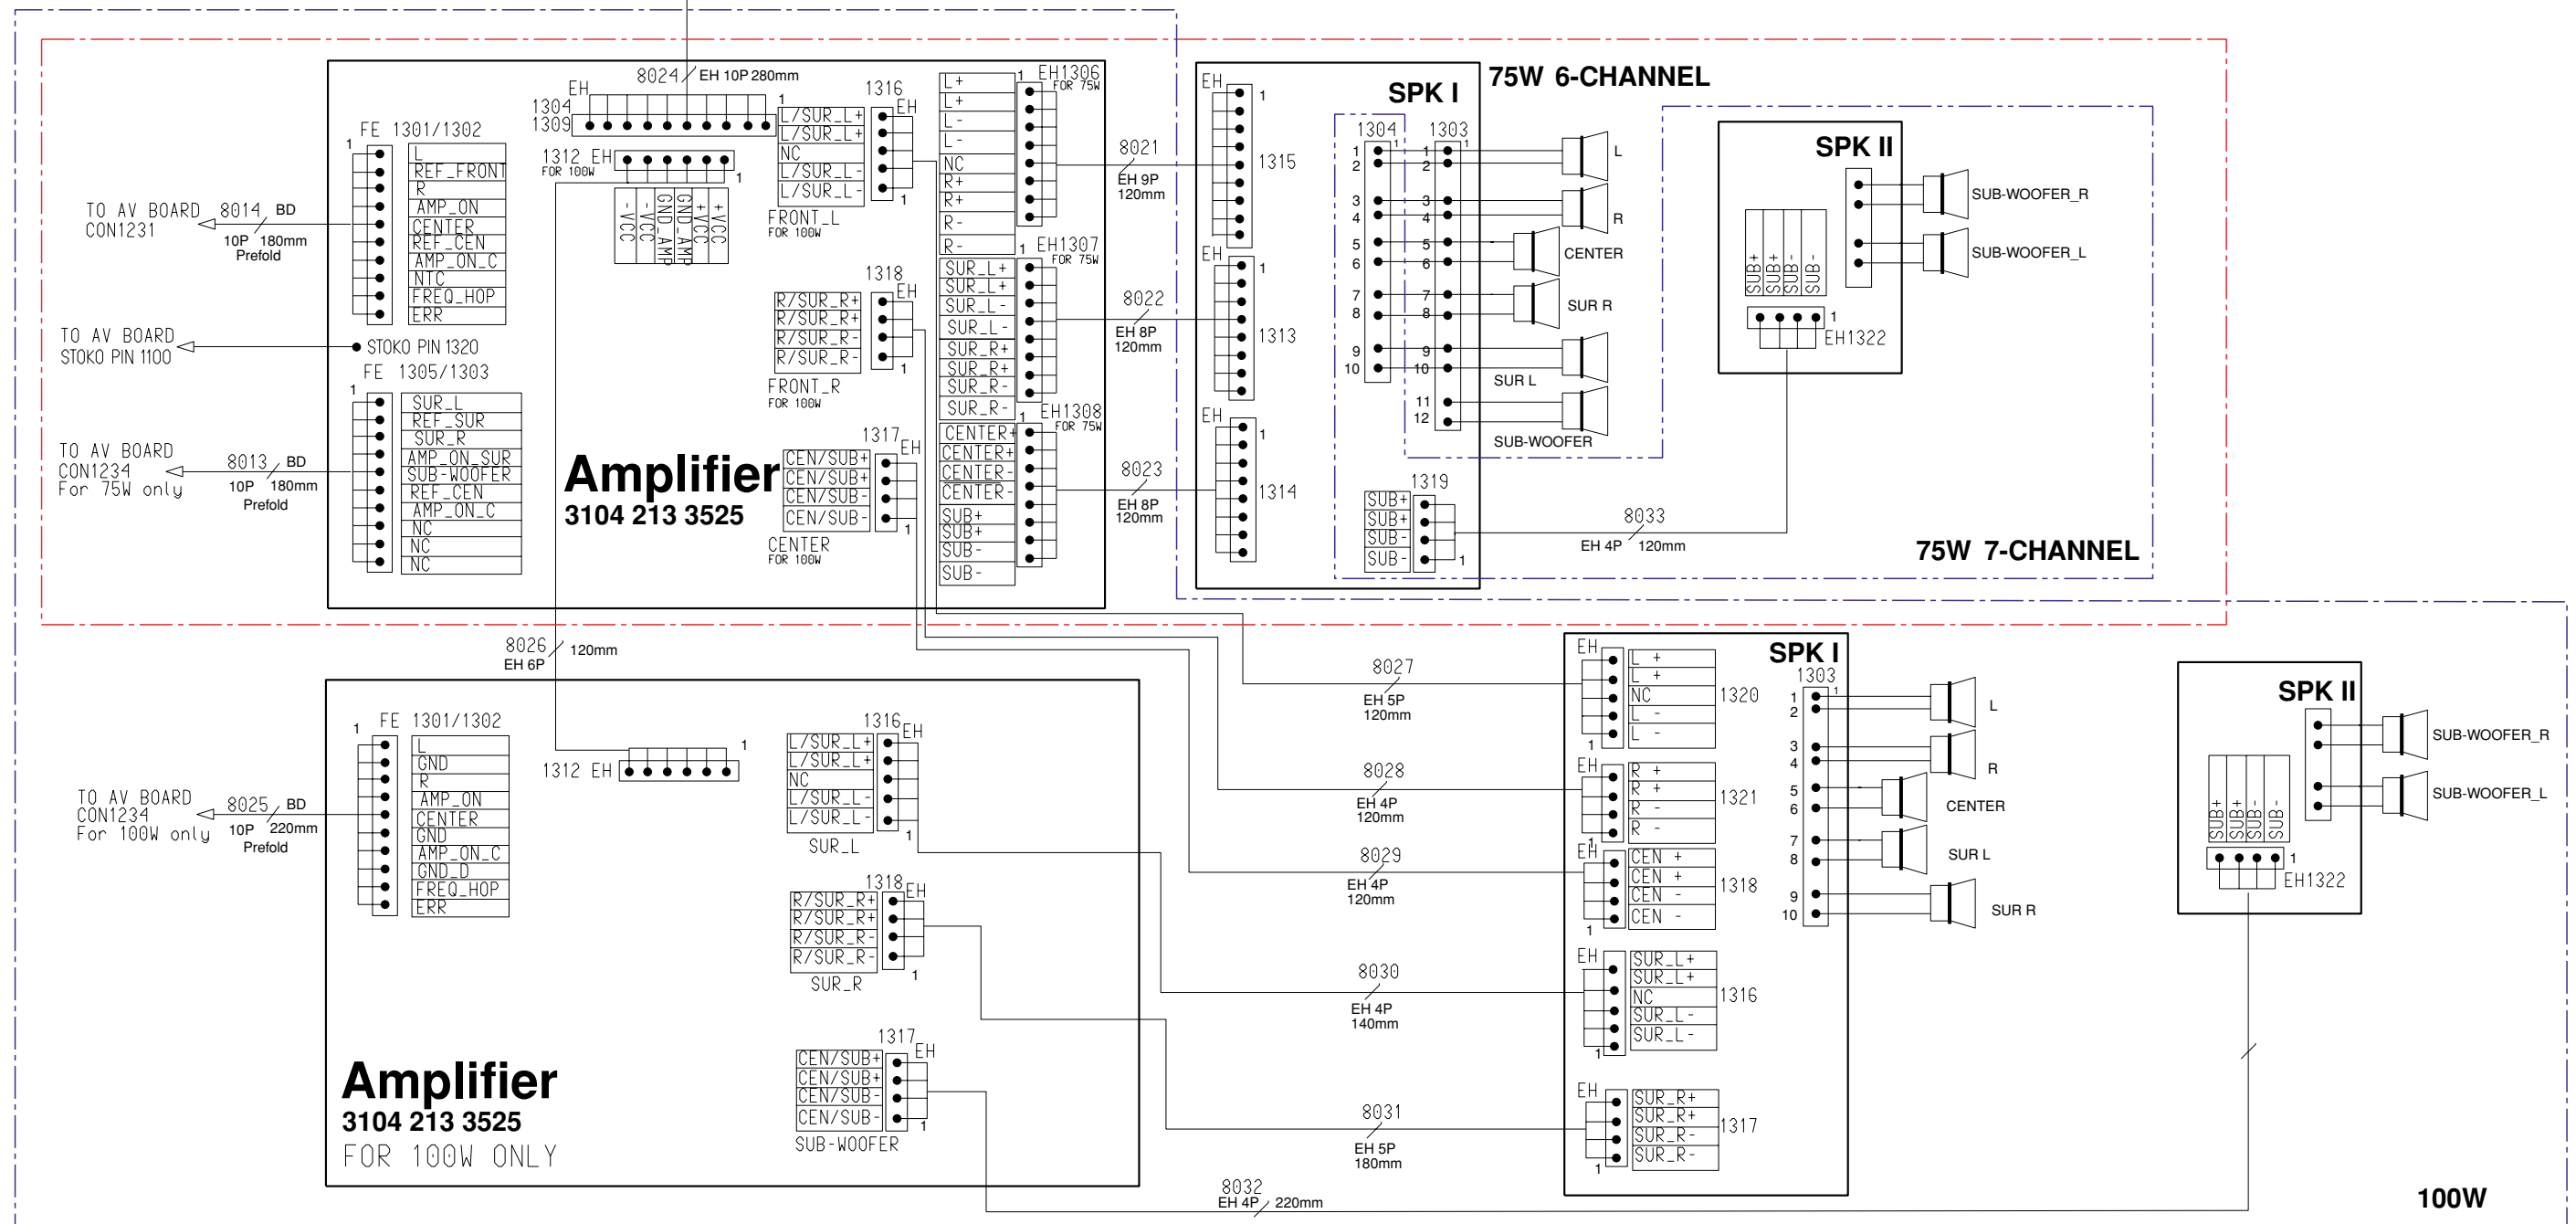 8024 EH 10P 280mm
EH
1304
1309
1
1312 EH
FOR 100W
1
-VCC
-VCC
GND_AMP
GND_AMP
+VCC
+VCC
FE 1301/1302
1
L
REF_FRONT
R
AMP_ON
CENTER
REF_CEN
AMP_ON_C
NTC
FREQ_HOP
ERR
TO AV BOARD
CON1231
8014 BD
10P 180mm
Prefold
TO AV BOARD
STOKO PIN 1100
STOKO PIN 1320
FE 1305/1303
1
SUR_L
REF_SUR
SUR_R
AMP_ON_SUR
SUB-WOOFER
REF_CEN
AMP_ON_C
NC
NC
NC
TO AV BOARD
CON1234
For 75W only
8013 BD
10P 180mm
Prefold
Amplifier
3104 213 3525
1316
EH
L/SUR_L+
L/SUR_L+
NC
L/SUR_L-
L/SUR_L-
1
FRONT_L
FOR 100W
1318
EH
R/SUR_R+
R/SUR_R+
R/SUR_R-
R/SUR_R-
1
FRONT_R
FOR 100W
1317
EH
CEN/SUB+
CEN/SUB+
CEN/SUB-
CEN/SUB-
1
CENTER
FOR 100W
1 EH1306
FOR 75W
L+
L+
L-
L-
NC
R+
R+
R-
R-
1 EH1307
FOR 75W
SUR_L+
SUR_L+
SUR_L-
SUR_L-
SUR_R+
SUR_R+
SUR_R-
SUR_R-
1 EH1308
FOR 75W
CENTER+
CENTER+
CENTER-
CENTER-
SUB+
SUB+
SUB-
SUB-
8021
EH 9P
120mm
8022
EH 8P
120mm
8023
EH 8P
120mm
SPK I
EH
1
1315
EH
1
1313
EH
1
1314
1304
1
1
2
3
4
5
6
7
8
9
10
1303
1
1
2
3
4
5
6
7
8
9
10
11
12
L
R
CENTER
SUR R
SUR L
SUB-WOOFER
1319
SUB+
SUB+
SUB-
SUB-
1
8033
EH 4P 120mm
75W 6-CHANNEL
SPK II
SUB+
SUB+
SUB-
SUB-
1
EH1322
SUB-WOOFER_R
SUB-WOOFER_L
75W 7-CHANNEL
8026
EH 6P
120mm
FE 1301/1302
1
L
GND
R
AMP_ON
CENTER
GND
AMP_ON_C
GND_D
FREQ_HOP
ERR
TO AV BOARD
CON1234
For 100W only
8025 BD
10P 220mm
Prefold
1312 EH
1
1316
EH
L/SUR_L+
L/SUR_L+
NC
L/SUR_L-
L/SUR_L-
1
SUR_L
1318
EH
R/SUR_R+
R/SUR_R+
R/SUR_R-
R/SUR_R-
1
SUR_R
1317
EH
CEN/SUB+
CEN/SUB+
CEN/SUB-
CEN/SUB-
1
SUB-WOOFER
Amplifier
3104 213 3525
FOR 100W ONLY
8027
EH 5P
120mm
8028
EH 4P
120mm
8029
EH 4P
120mm
8030
EH 4P
140mm
8031
EH 5P
180mm
8032
EH 4P 220mm
SPK I
EH
L +
L +
NC
L -
L -
1
1320
EH
R +
R +
R -
R -
1
1321
EH
CEN +
CEN +
CEN -
CEN -
1
1318
EH
SUR_L+
SUR_L+
NC
SUR_L-
SUR_L-
1
1316
EH
SUR_R+
SUR_R+
SUR_R-
SUR_R-
1
1317
1303
1
1
2
3
4
5
6
7
8
9
10
L
R
CENTER
SUR L
SUR R
SPK II
SUB+
SUB+
SUB-
SUB-
1
EH1322
SUB-WOOFER_R
SUB-WOOFER_L
100W